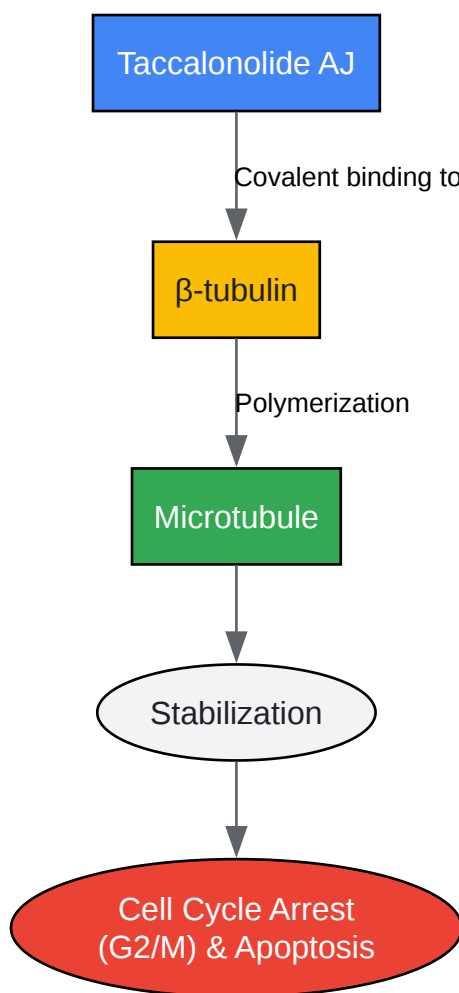 Taccalonolide AJ
Covalent binding to
β-tubulin
Polymerization
Microtubule
Stabilization
Cell Cycle Arrest
(G2/M) & Apoptosis